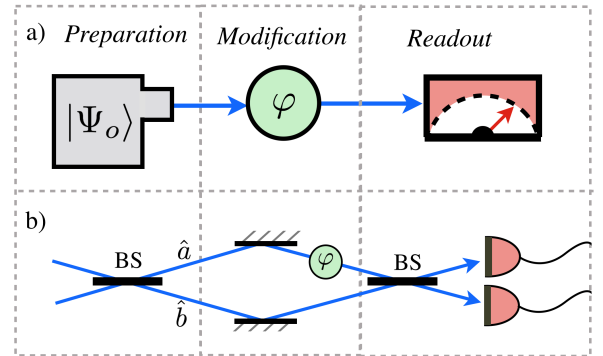 a) Preparation Modification Readout
|Ψₒ⟩ φ
b)
BS â φ BS
b̂